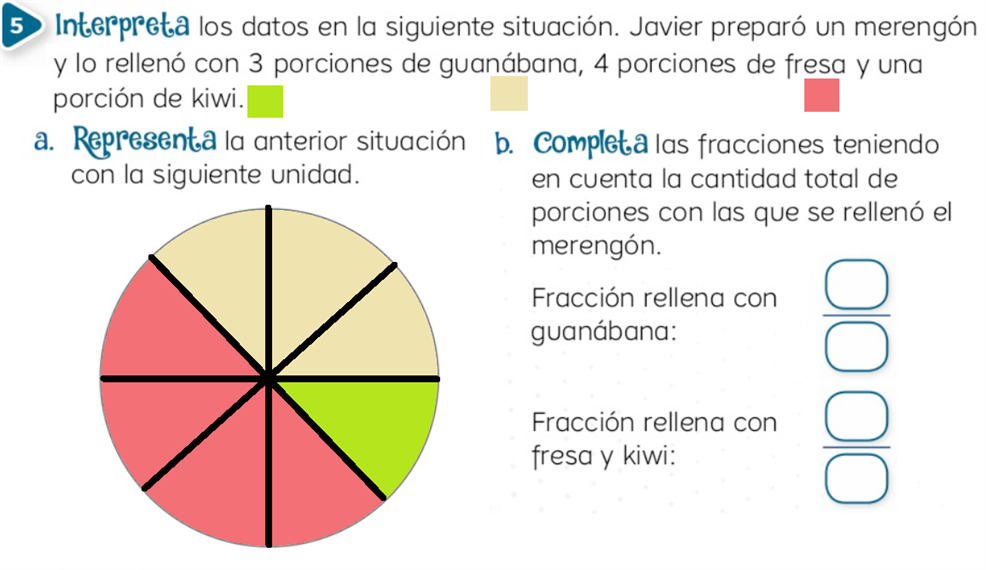 5 Interpreta los datos en la siguiente situación. Javier preparó un merengón
y lo rellenó con 3 porciones de guanábana, 4 porciones de fresa y una
porción de kiwi.
a. Representa la anterior situación
con la siguiente unidad.
b. Completa las fracciones teniendo
en cuenta la cantidad total de
porciones con las que se rellenó el
merengón.
Fracción rellena con
guanábana:
Fracción rellena con
fresa y kiwi: